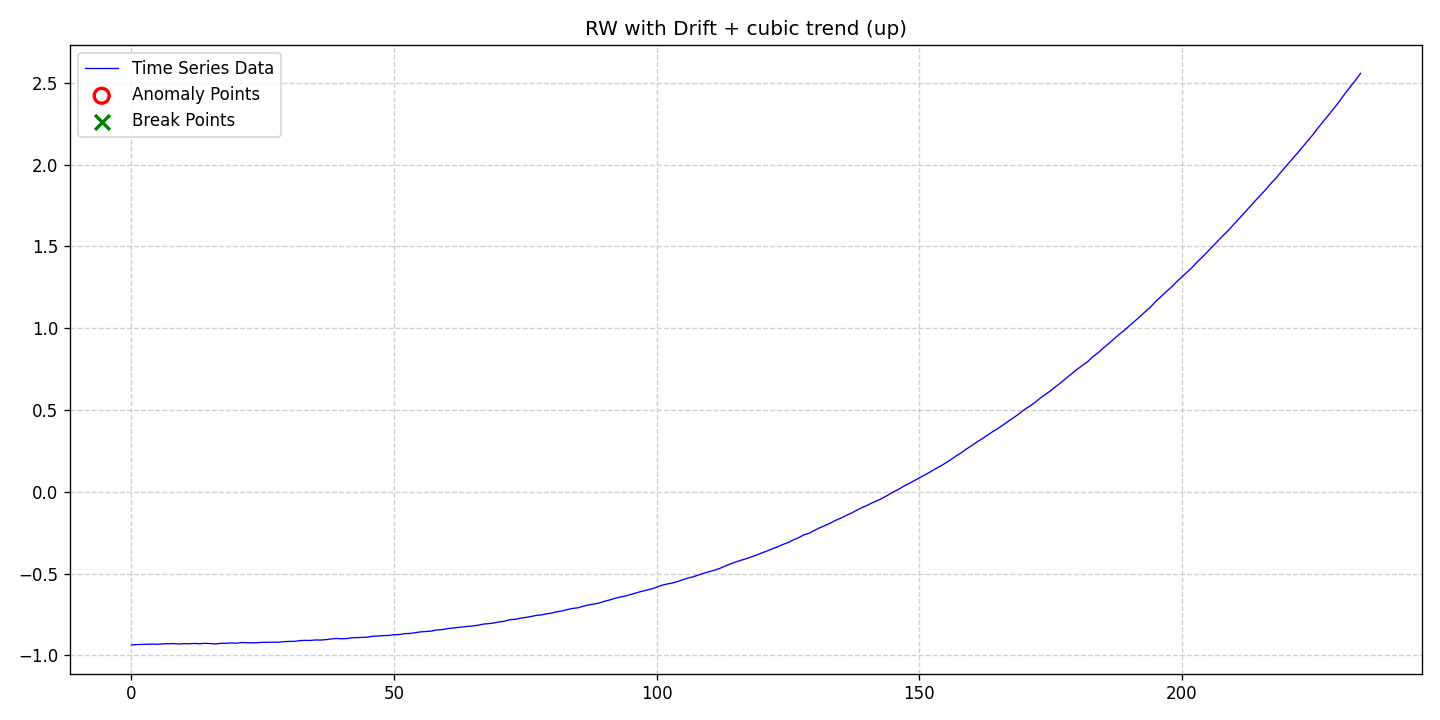 RW with Drift + cubic trend (up)
Time Series Data
Anomaly Points
Break Points
2.5
2.0
1.5
1.0
0.5
0.0
−0.5
−1.0
0 50 100 150 200